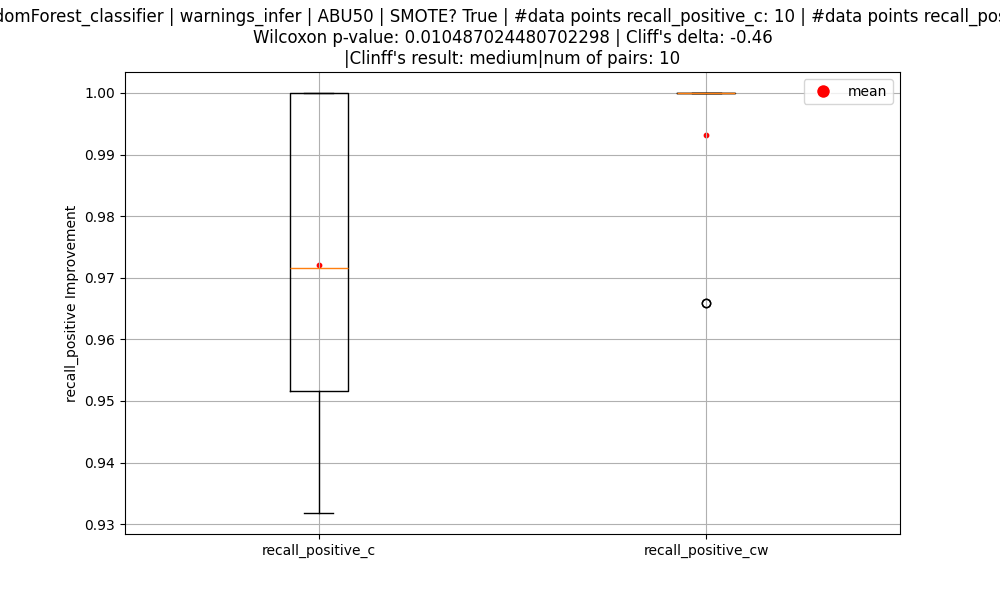 domForest_classifier | warnings_infer | ABU50 | SMOTE? True | #data points recall_positive_c: 10 | #data points recall_pos
Wilcoxon p-value: 0.010487024480702298 | Cliff's delta: -0.46
|Clinff's result: medium|num of pairs: 10
mean
1.00
0.99
0.98
0.97
0.96
0.95
0.94
0.93
recall_positive Improvement
recall_positive_c
recall_positive_cw